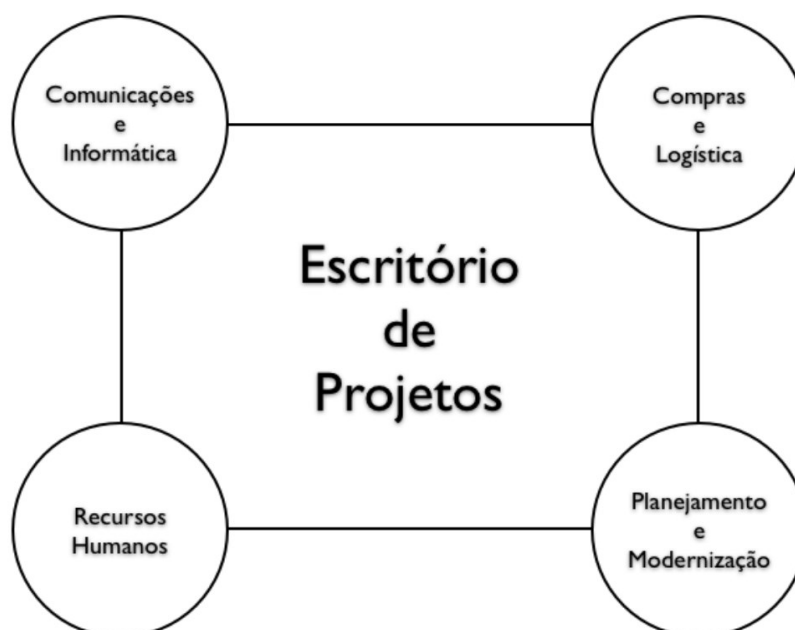 Comunicações
e
Informática
Compras
e
Logística
Escritório
de
Projetos
Recursos
Humanos
Planejamento
e
Modernização